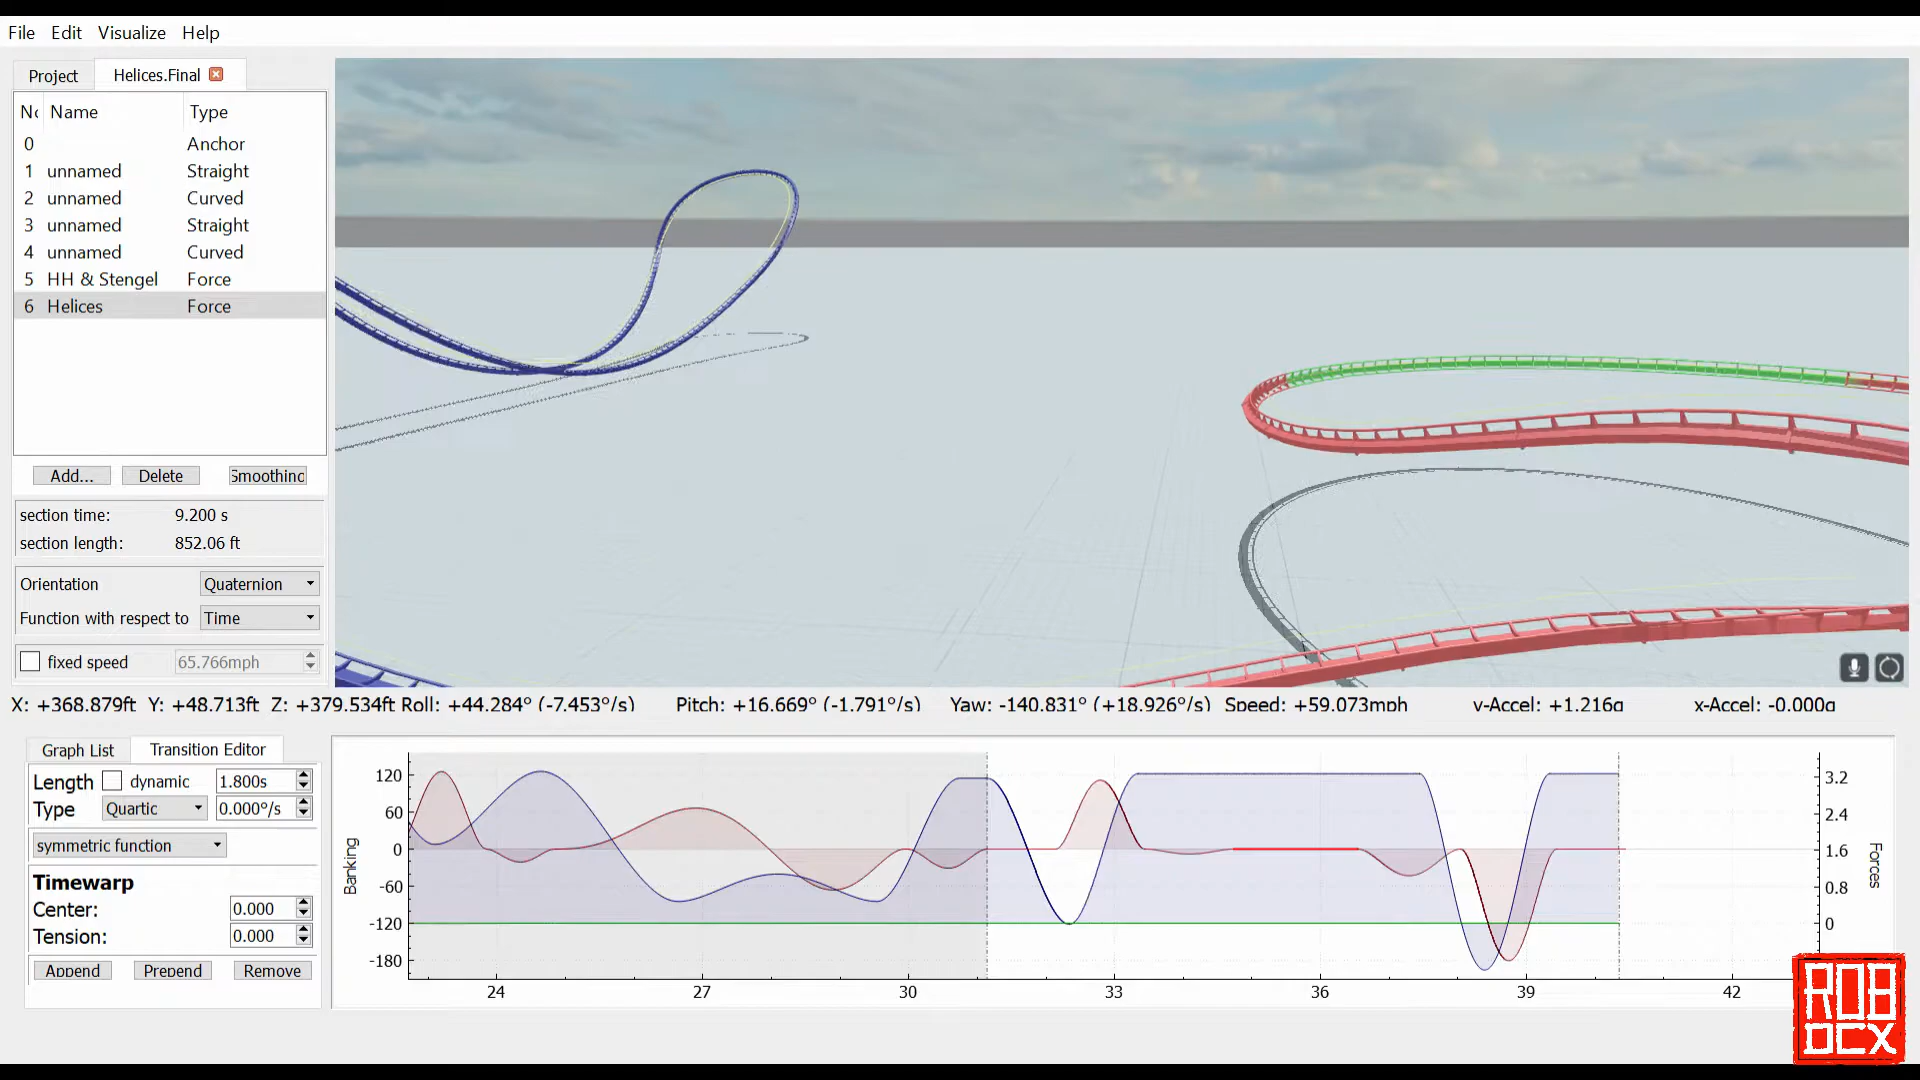 File Edit Visualize Help
Project Helices.Final
Nc Name Type
0 Anchor
1 unnamed Straight
2 unnamed Curved
3 unnamed Straight
4 unnamed Curved
5 HH & Stengel Force
6 Helices Force
Add... Delete Smoothing
section time: 9.200 s
section length: 852.06 ft
Orientation Quaternion
Function with respect to Time
fixed speed 65.766mph
X: +368.879ft Y: +48.713ft Z: +379.534ft Roll: +44.284° (-7.453°/s) Pitch: +16.669° (-1.791°/s) Yaw: -140.831° (+18.926°/s) Speed: +59.073mph y-Accel: +1.216g x-Accel: -0.000g
Graph List Transition Editor
Length dynamic 1.800s
Type Quartic 0.000°/s
symmetric function
Timewarp
Center: 0.000
Tension: 0.000
Append Prepend Remove
Banking
120
60
0
-60
-120
-180
24 27 30 33 36 39 42
3.2
2.4
1.6
0.8
0
Forces
ROB
DCX